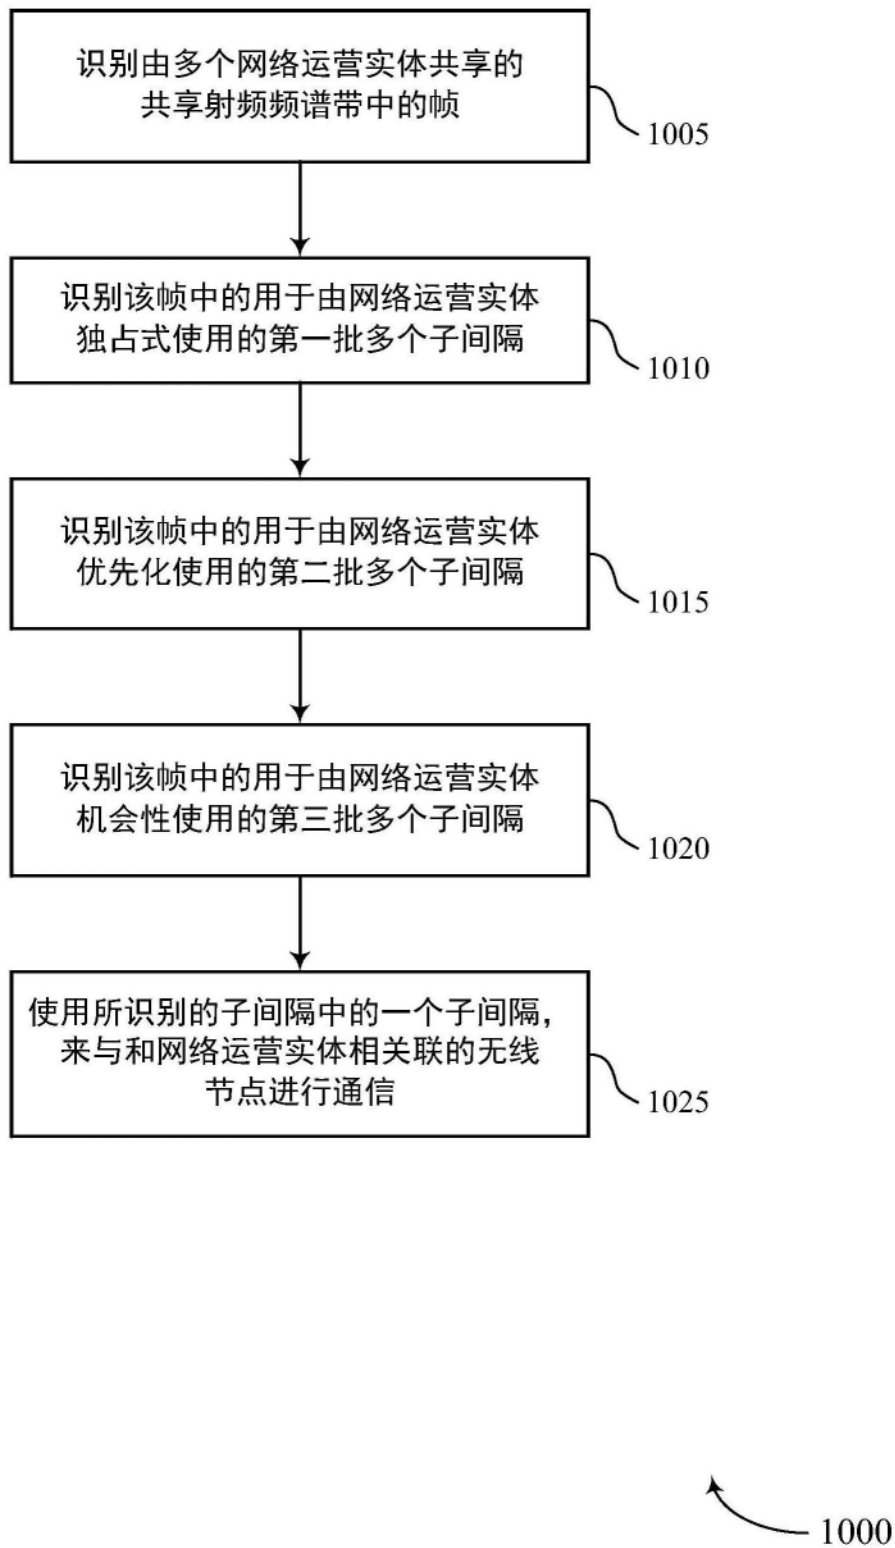 识别由多个网络运营实体共享的
共享射频频谱带中的帧
1005
识别该帧中的用于由网络运营实体
独占式使用的第一批多个子间隔
1010
识别该帧中的用于由网络运营实体
优先化使用的第二批多个子间隔
1015
识别该帧中的用于由网络运营实体
机会性使用的第三批多个子间隔
1020
使用所识别的子间隔中的一个子间隔，
来与和网络运营实体相关联的无线
节点进行通信
1025
1000